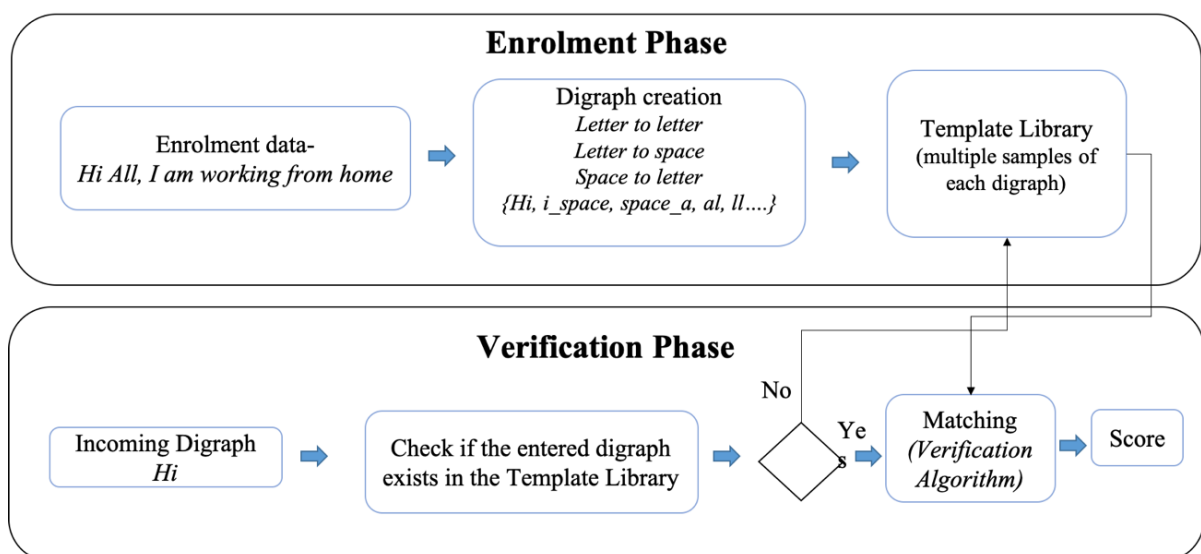 Enrolment Phase
Enrolment data-
Hi All, I am working from home
Digraph creation
Letter to letter
Letter to space
Space to letter
{Hi, i_space, space_a, al, ll....}
Template Library
(multiple samples of
each digraph)
Verification Phase
Incoming Digraph
Hi
Check if the entered digraph
exists in the Template Library
No
Ye
s
Matching
(Verification
Algorithm)
Score